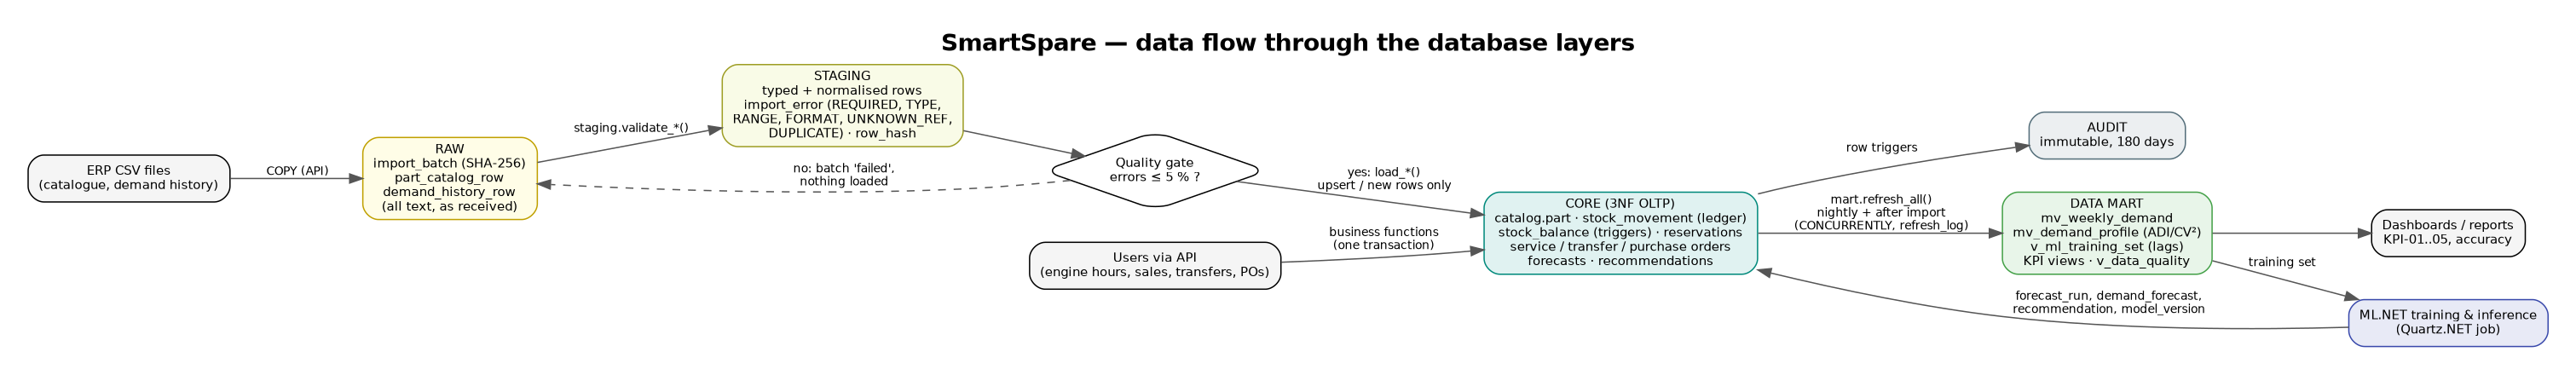 SmartSpare — data flow through the database layers
ERP CSV files
(catalogue, demand history)
COPY (API)
RAW
import_batch (SHA-256)
part_catalog_row
demand_history_row
(all text, as received)
staging.validate_*()
STAGING
typed + normalised rows
import_error (REQUIRED, TYPE,
RANGE, FORMAT, UNKNOWN_REF,
DUPLICATE) · row_hash
no: batch 'failed',
nothing loaded
Quality gate
errors ≤ 5 % ?
Users via API
(engine hours, sales, transfers, POs)
yes: load_*()
upsert / new rows only
business functions
(one transaction)
CORE (3NF OLTP)
catalog.part · stock_movement (ledger)
stock_balance (triggers) · reservations
service / transfer / purchase orders
forecasts · recommendations
row triggers
AUDIT
immutable, 180 days
mart.refresh_all()
nightly + after import
(CONCURRENTLY, refresh_log)
DATA MART
mv_weekly_demand
mv_demand_profile (ADI/CV²)
v_ml_training_set (lags)
KPI views · v_data_quality
Dashboards / reports
KPI-01..05, accuracy
training set
forecast_run, demand_forecast,
recommendation, model_version
ML.NET training & inference
(Quartz.NET job)